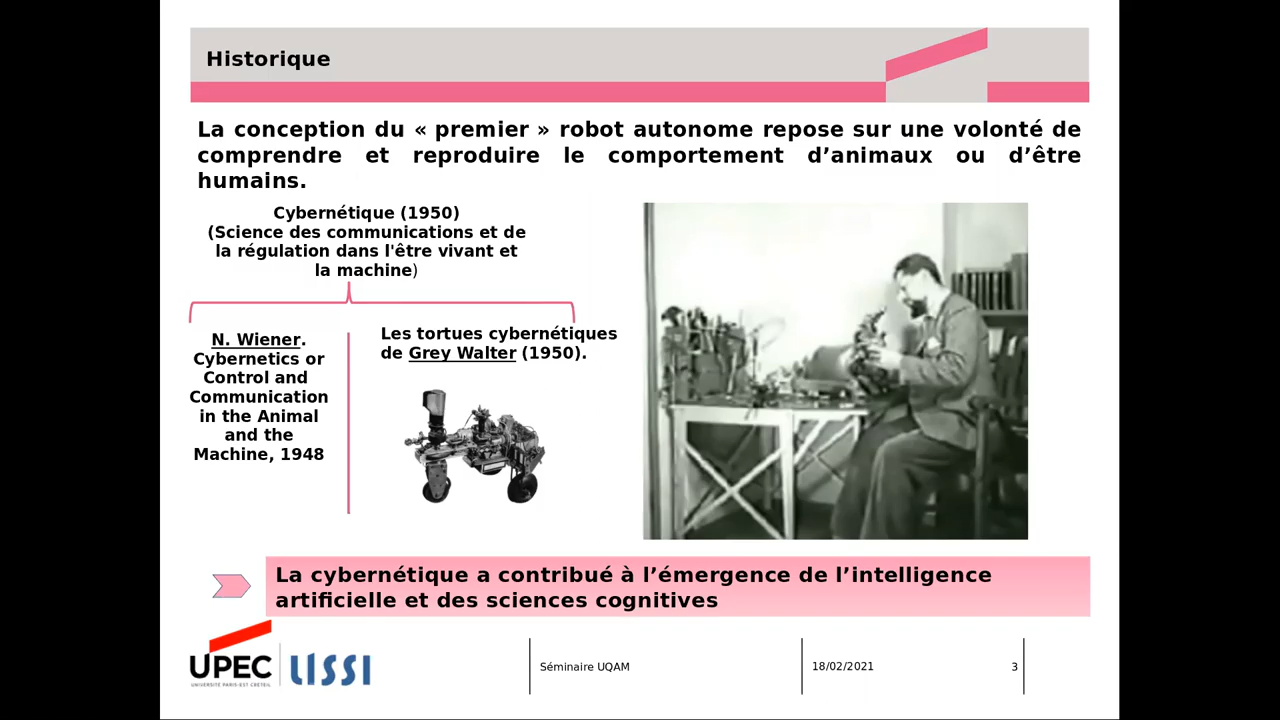 Historique
La conception du « premier » robot autonome repose sur une volonté de
comprendre et reproduire le comportement d’animaux ou d’être
humains.
Cybernétique (1950)
(Science des communications et de
la régulation dans l'être vivant et
la machine)
N. Wiener.
Cybernetics or
Control and
Communication
in the Animal
and the
Machine, 1948
Les tortues cybernétiques
de Grey Walter (1950).
La cybernétique a contribué à l’émergence de l’intelligence
artificielle et des sciences cognitives
UPEC
UNIVERSITÉ PARIS-EST CRÉTEIL
LISSI
Séminaire UQAM
18/02/2021
3